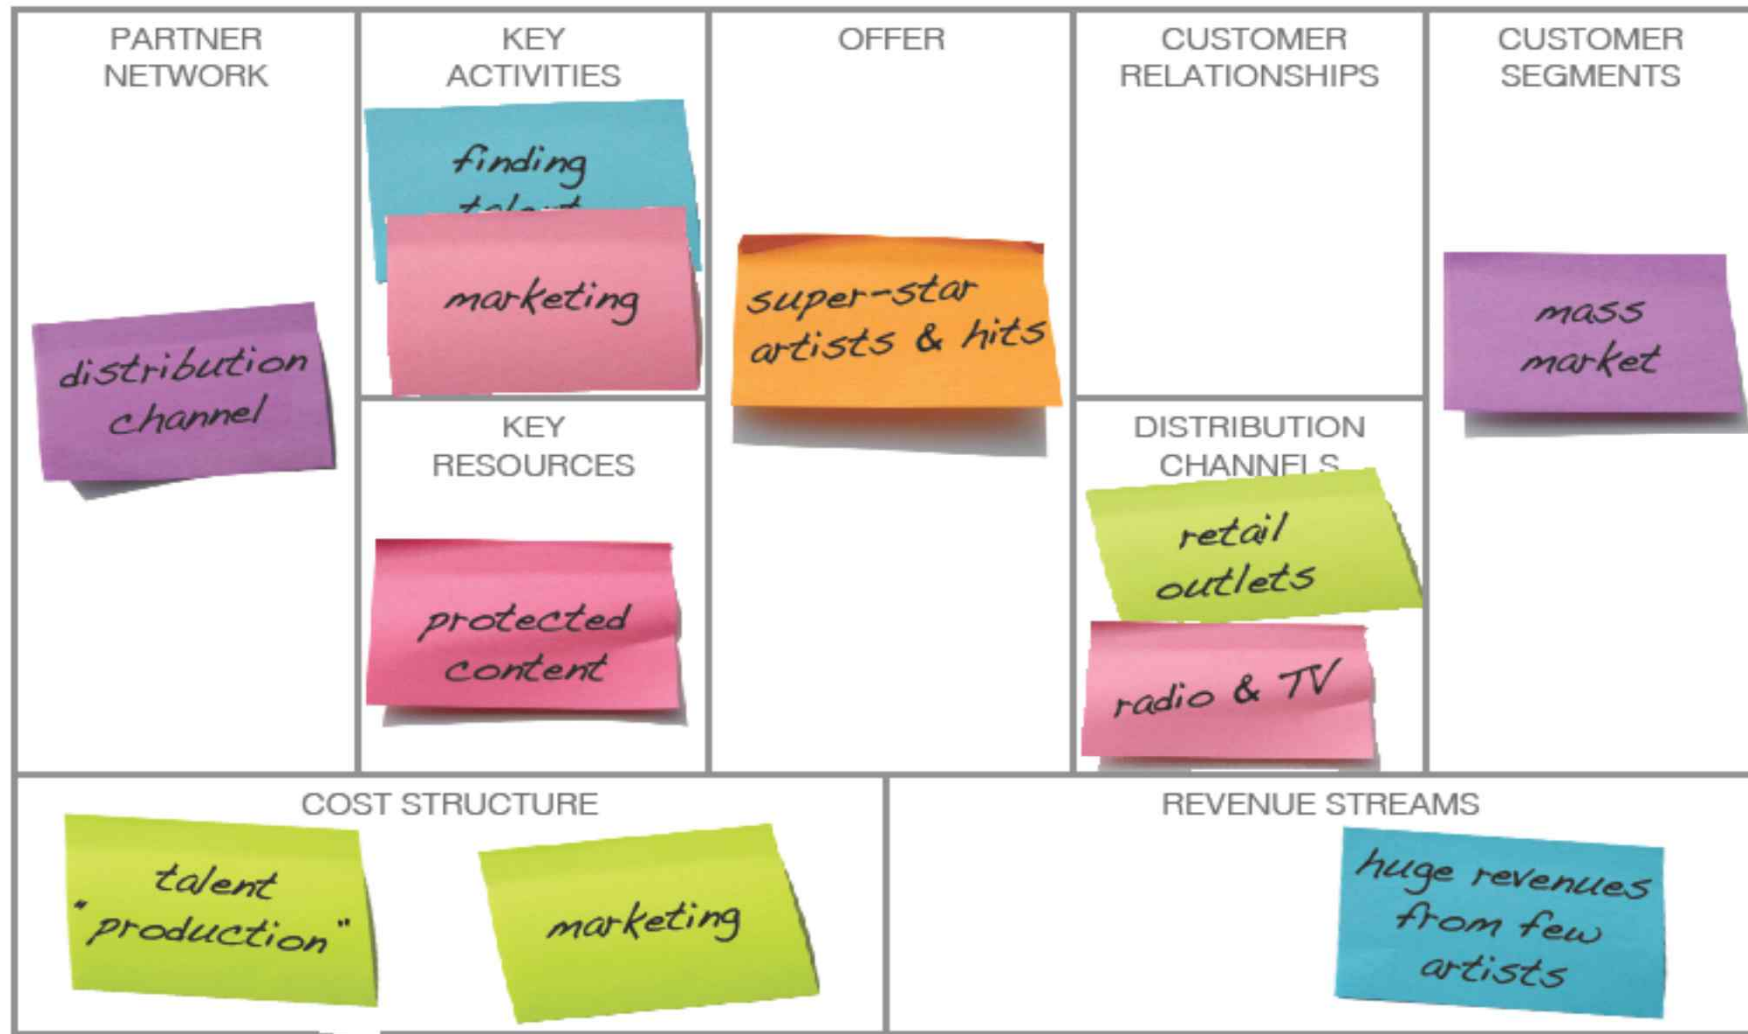 PARTNER
NETWORK
distribution
channel
KEY
ACTIVITIES
finding
talent
marketing
KEY
RESOURCES
protected
content
OFFER
super-star
artists & hits
CUSTOMER
RELATIONSHIPS
DISTRIBUTION
CHANNELS
retail
outlets
radio & TV
CUSTOMER
SEGMENTS
mass
market
COST STRUCTURE
talent
"production"
marketing
REVENUE STREAMS
huge revenues
from few
artists